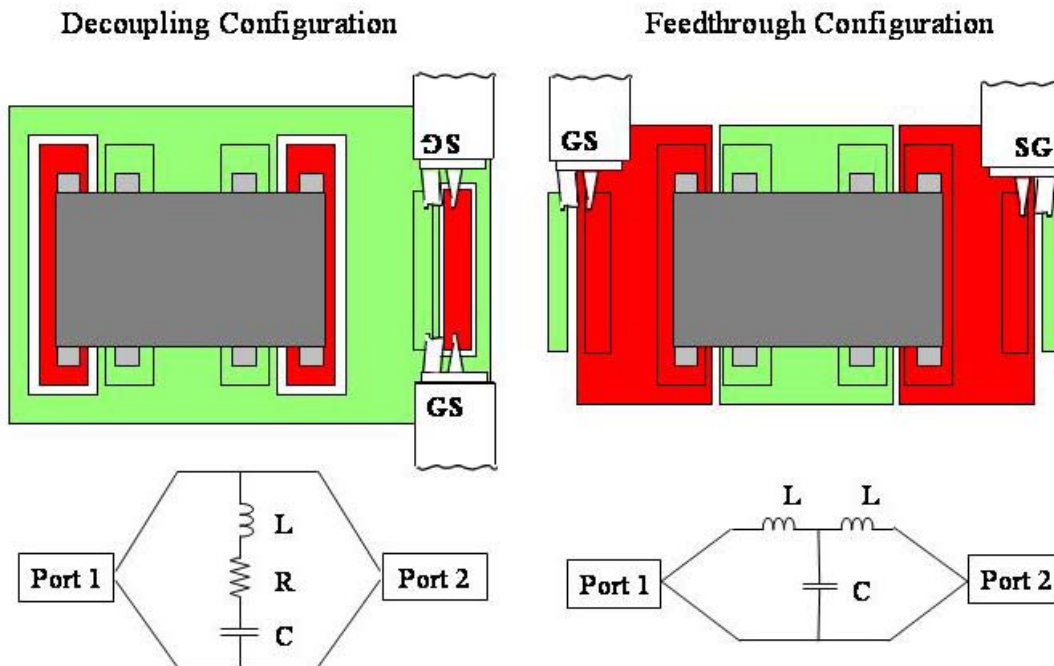 Decoupling Configuration
Feedthrough Configuration
GS
GS
SG
GS
L
R
C
Port 1
Port 2
L L
C
Port 1
Port 2